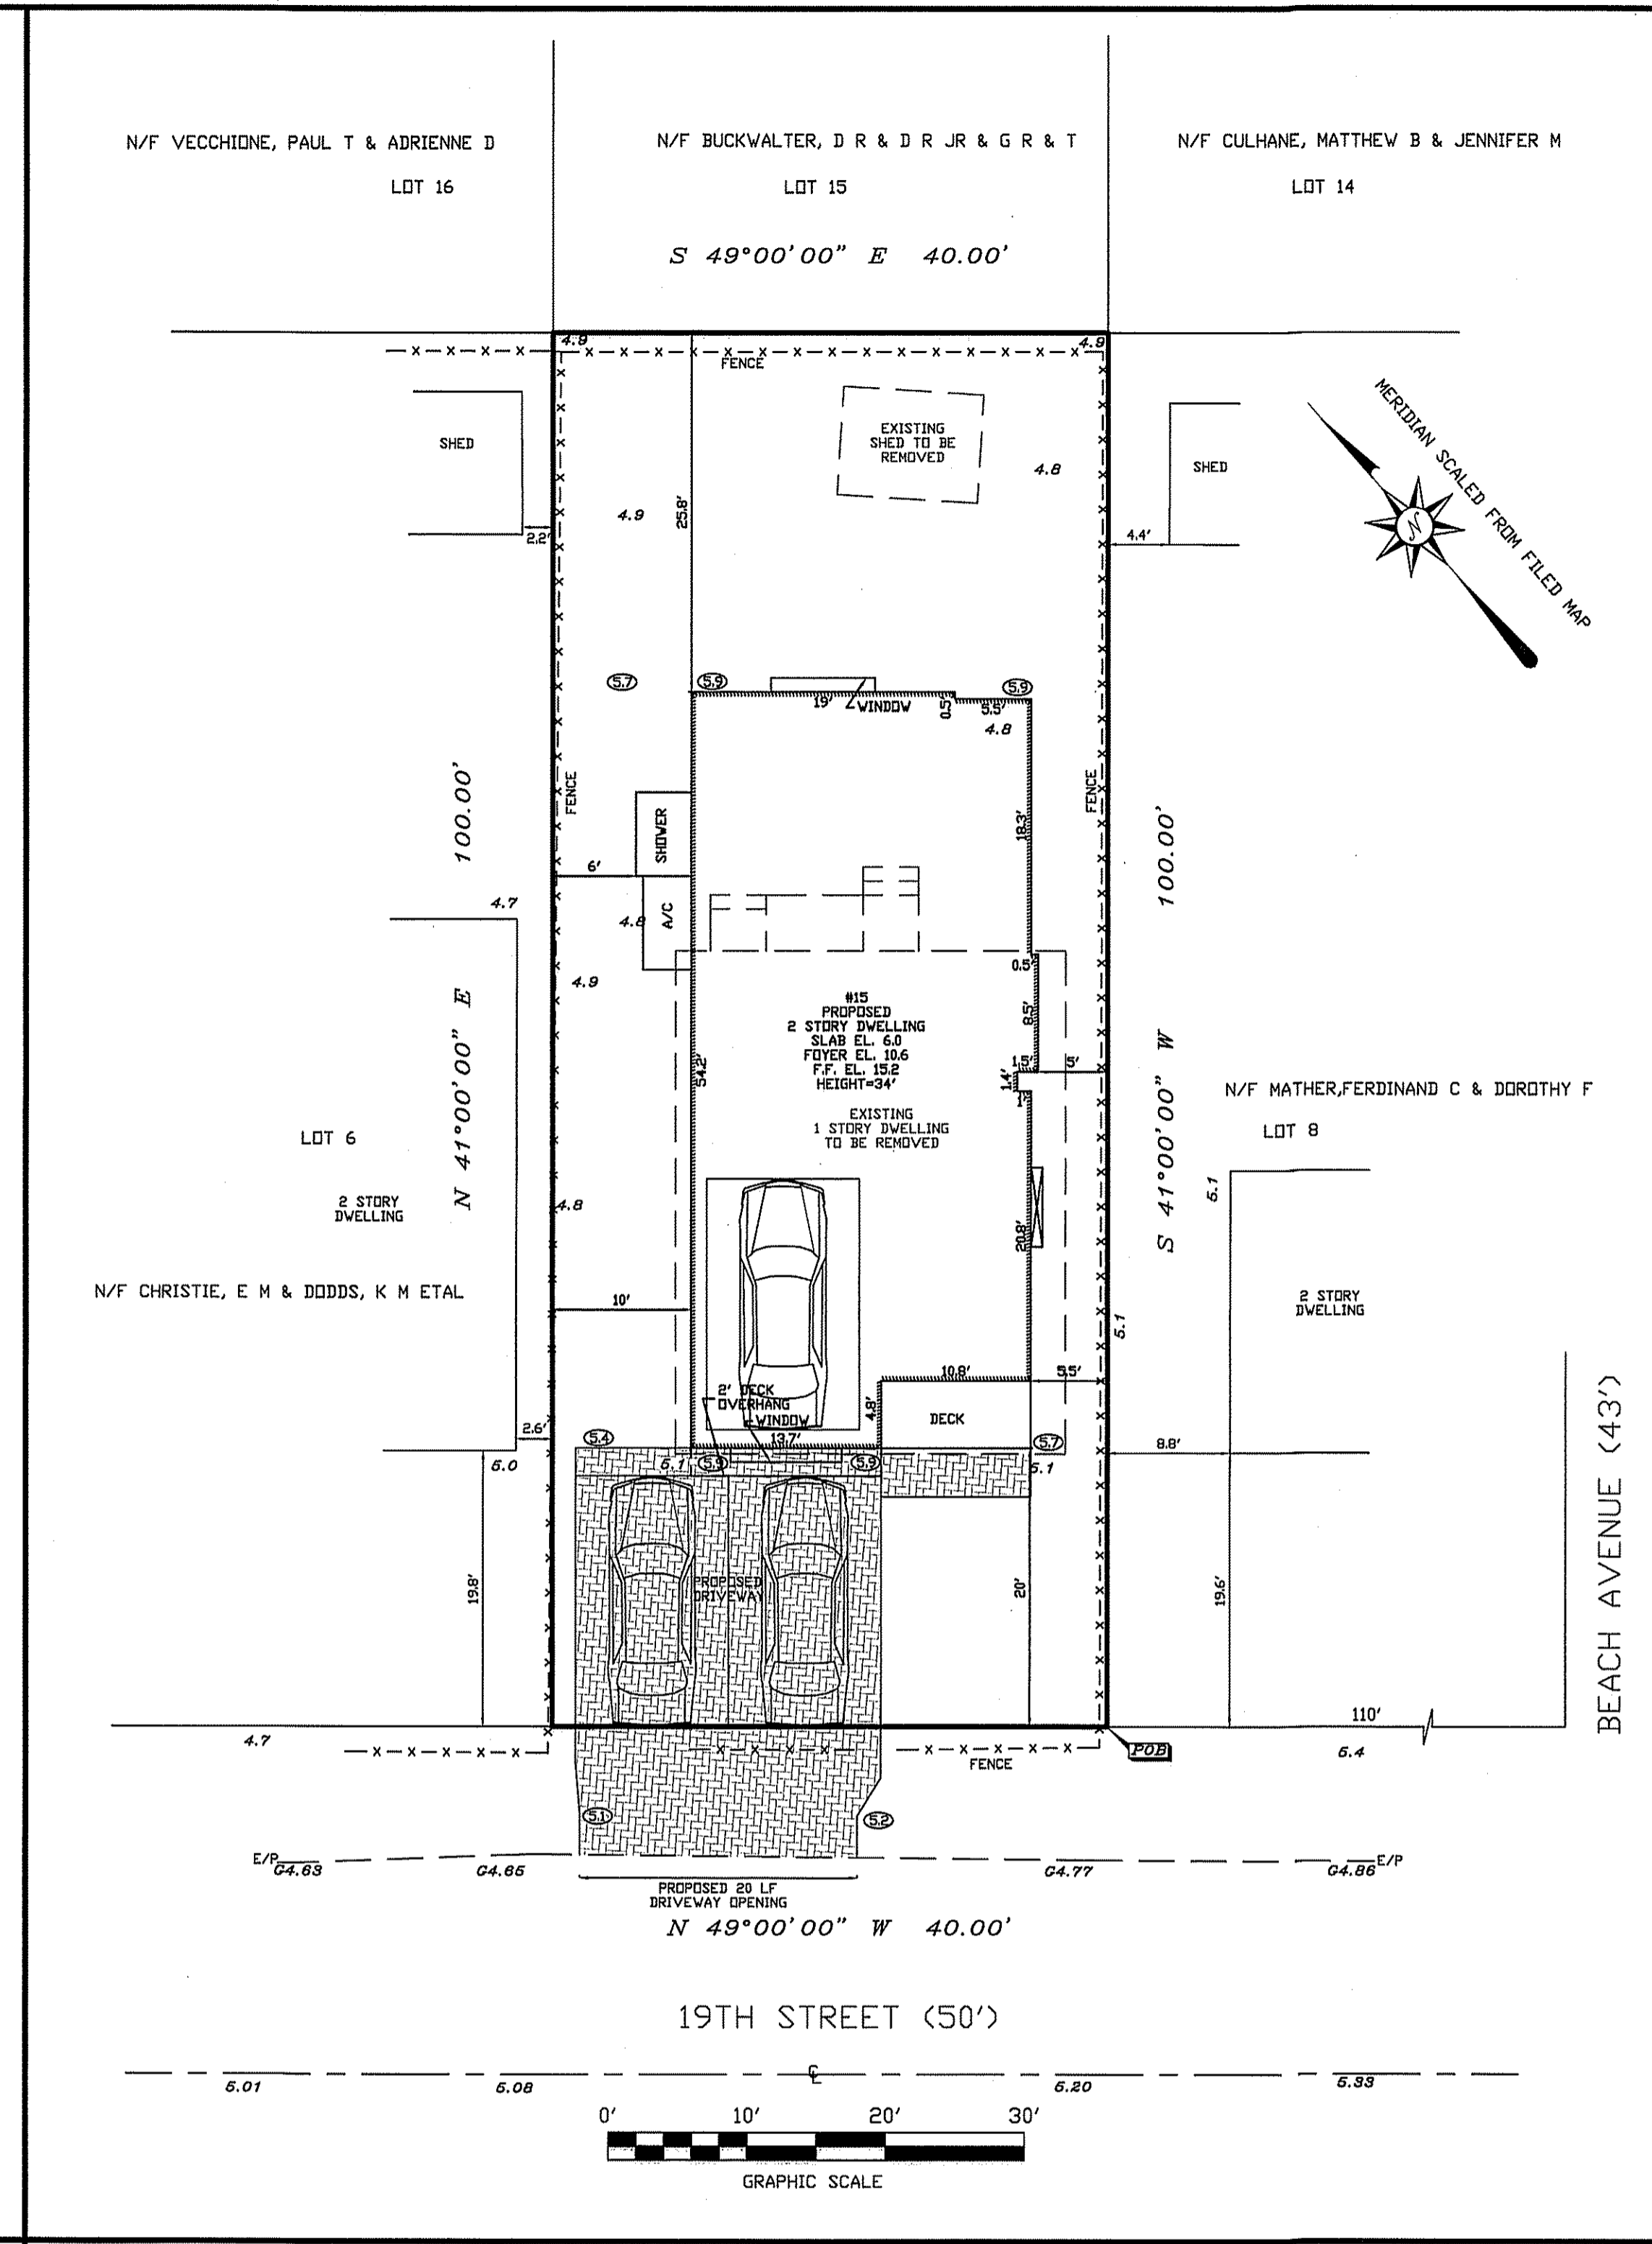 N/F VECCHIONE, PAUL T & ADRIENNE D
LOT 16
N/F BUCKWALTER, D R & D R JR & G R & T
LOT 15
N/F CULHANE, MATTHEW B & JENNIFER M
LOT 14
S 49°00'00" E 40.00'
4.9
4.9
FENCE
MERIDIAN SCALED FROM FILED MAP
N
SHED
EXISTING
SHED TO BE
REMOVED
4.8
SHED
25.8'
4.9
2.2'
4.4'
5.7
5.9
5.9
19'
WINDOW
0.5'
5.5'
4.8
FENCE
FENCE
N 41°00'00" E 100.00'
S 41°00'00" W 100.00'
SHOWER
18.3'
6'
4.7
4.8
A/C
4.9
0.5'
8.5'
#15
PROPOSED
2 STORY DWELLING
SLAB EL. 6.0
FOYER EL. 10.6
F.F. EL. 15.2
HEIGHT=34'
54.2'
1.5'
5'
1.4'
1'
EXISTING
1 STORY DWELLING
TO BE REMOVED
N/F MATHER,FERDINAND C & DOROTHY F
LOT 8
LOT 6
5.1
2 STORY
DWELLING
4.8
20.8'
N/F CHRISTIE, E M & DODDS, K M ETAL
10'
2 STORY
DWELLING
5.1
10.8'
5.5'
2' DECK
OVERHANG
WINDOW
4.8'
DECK
2.6'
5.4
13.7'
5.7
8.8'
5.0
5.1
5.9
5.9
5.1
BEACH AVENUE (43')
19.8'
PROPOSED
DRIVEWAY
20'
19.6'
110'
4.7
FENCE
POB
5.4
5.1
5.2
E/P
G4.63
G4.65
G4.77
G4.86
E/P
PROPOSED 20 LF
DRIVEWAY OPENING
N 49°00'00" W 40.00'
19TH STREET (50')
5.01
5.08
CL
5.20
5.33
0' 10' 20' 30'
GRAPHIC SCALE